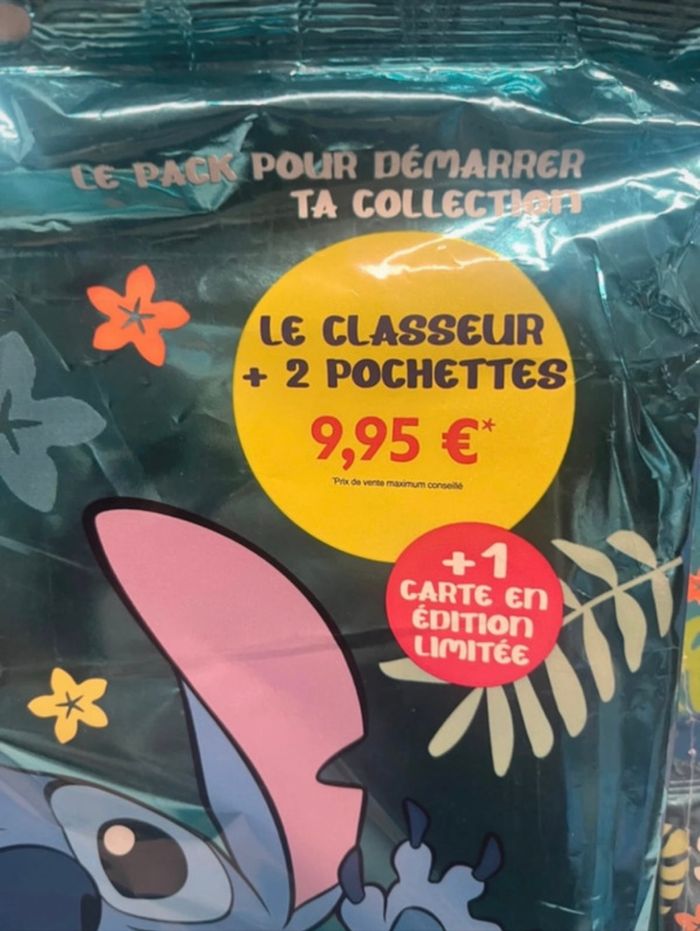 LE PACK POUR DÉMARRER
TA COLLECTION
LE CLASSEUR
+ 2 POCHETTES
9,95 €*
*Prix de vente maximum conseillé
+1
CARTE EN
ÉDITION
LIMITÉE